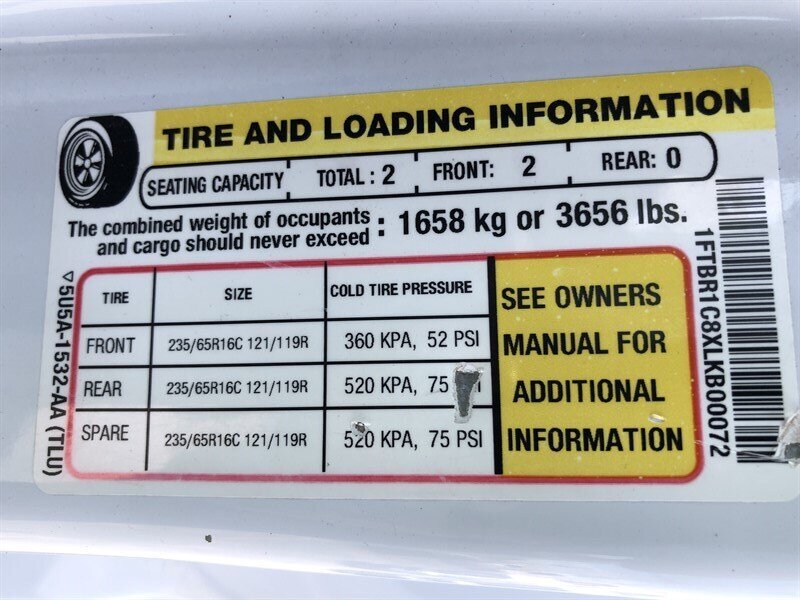 TIRE AND LOADING INFORMATION
SEATING CAPACITY TOTAL: 2 FRONT: 2 REAR: 0
The combined weight of occupants
and cargo should never exceed : 1658 kg or 3656 lbs.
TIRE SIZE COLD TIRE PRESSURE
FRONT 235/65R16C 121/119R 360 KPA, 52 PSI
REAR 235/65R16C 121/119R 520 KPA, 75
SPARE 235/65R16C 121/119R 520 KPA, 75 PSI
SEE OWNERS
MANUAL FOR
ADDITIONAL
INFORMATION
5U5A-1532-AA (TLU)
1FTBR1C8XLKB00072